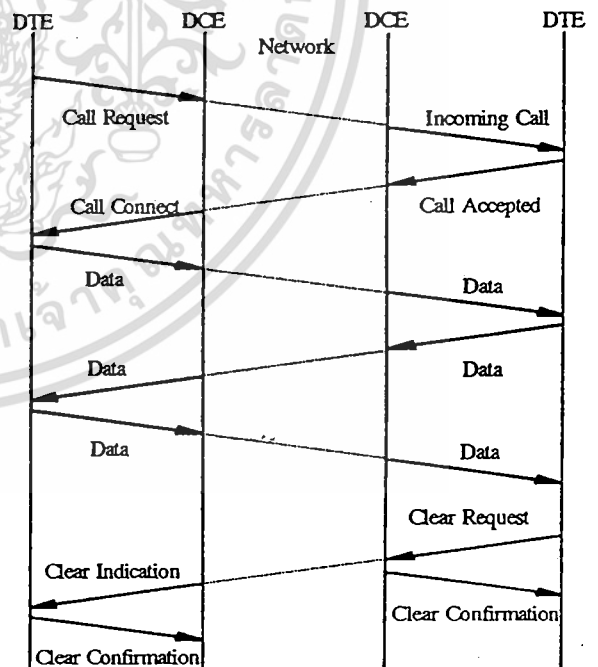 DTE DCE DCE DTE
Network
Call Request
Incoming Call
Call Connect
Call Accepted
Data
Data
Data
Data
Data
Data
Clear Request
Clear Indication
Clear Confirmation
Clear Confirmation